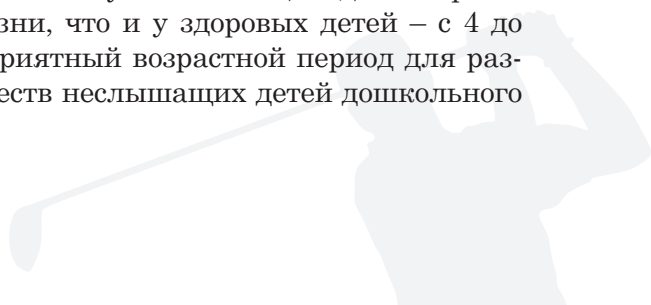 зни, что и у здоровых детей – с 4 до
риятный возрастной период для раз-
еств неслышащих детей дошкольного